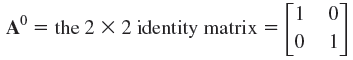 A⁰ = the 2 × 2 identity matrix = [1 0
0 1]